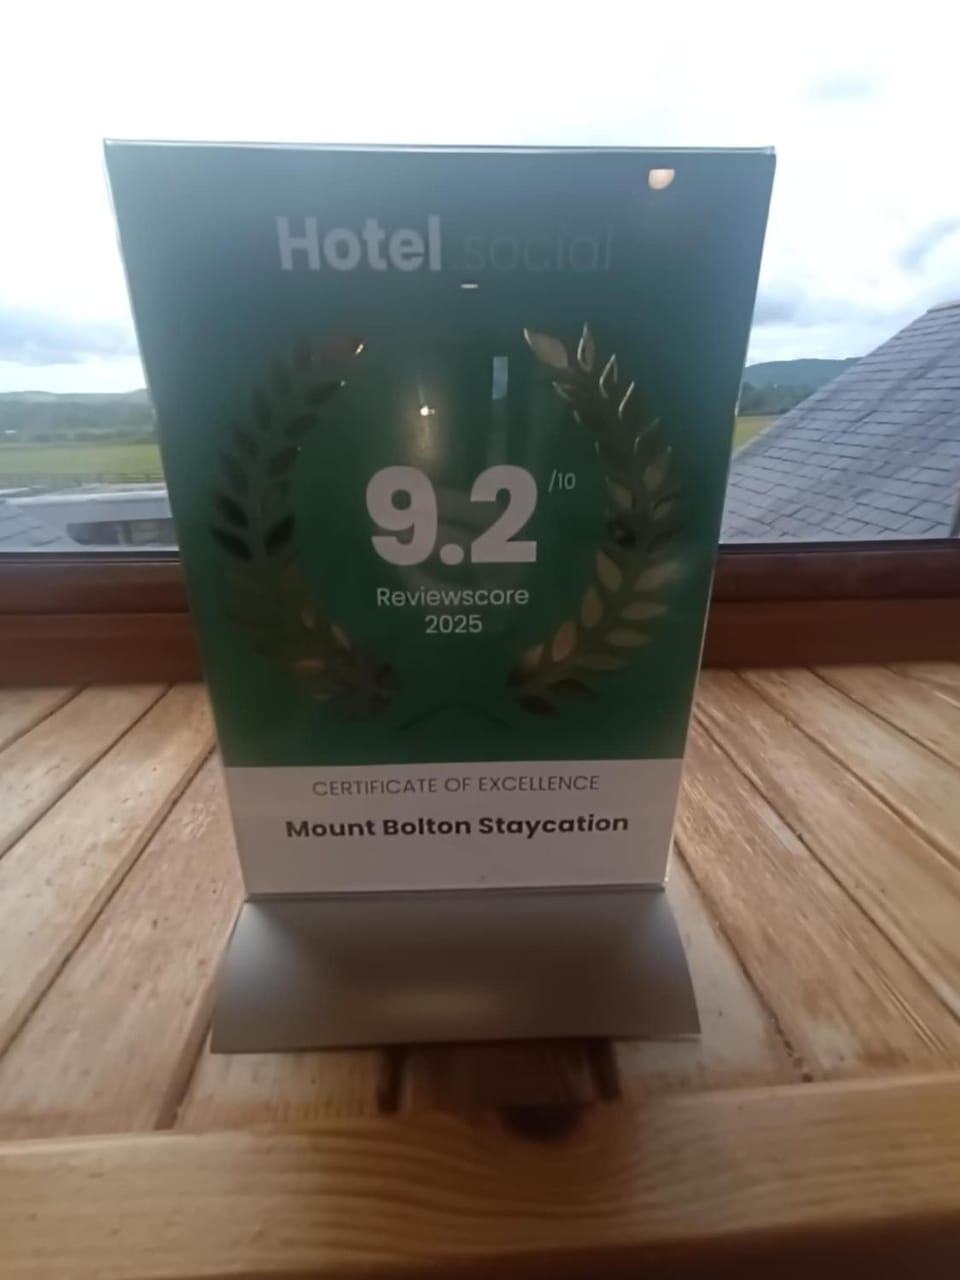 Hotel.social
9.2/10
Reviewscore
2025
CERTIFICATE OF EXCELLENCE
Mount Bolton Staycation